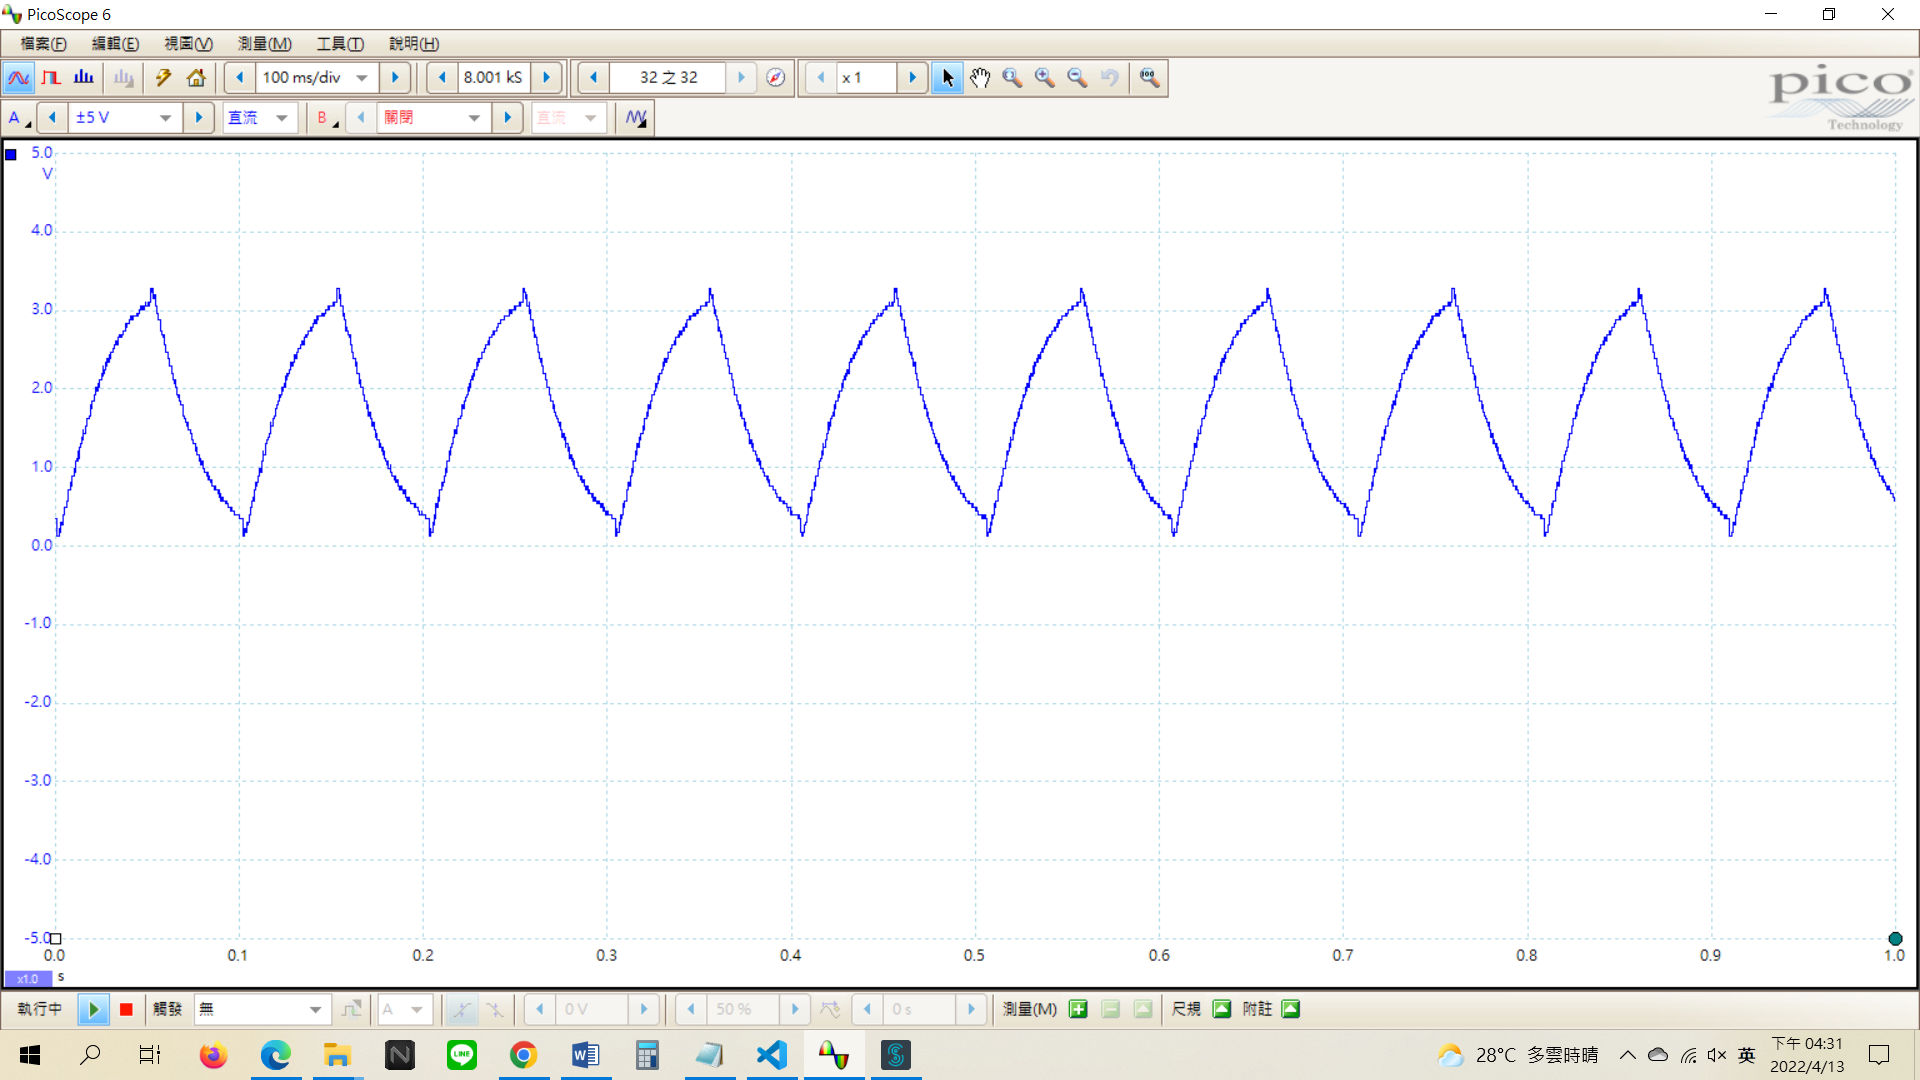 PicoScope 6
檔案(F) 編輯(E) 視圖(V) 測量(M) 工具(T) 說明(H)
100 ms/div 8.001 kS 32 之 32 x 1
pico
Technology
A ±5 V 直流 B 關閉 直流
5.0
V
4.0
3.0
2.0
1.0
0.0
-1.0
-2.0
-3.0
-4.0
-5.0
0.0 0.1 0.2 0.3 0.4 0.5 0.6 0.7 0.8 0.9 1.0
x1.0 s
執行中 觸發 無 A 0 V 50 % 0 s 測量(M) 尺規 附註
28°C 多雲時晴 英 下午 04:31
2022/4/13